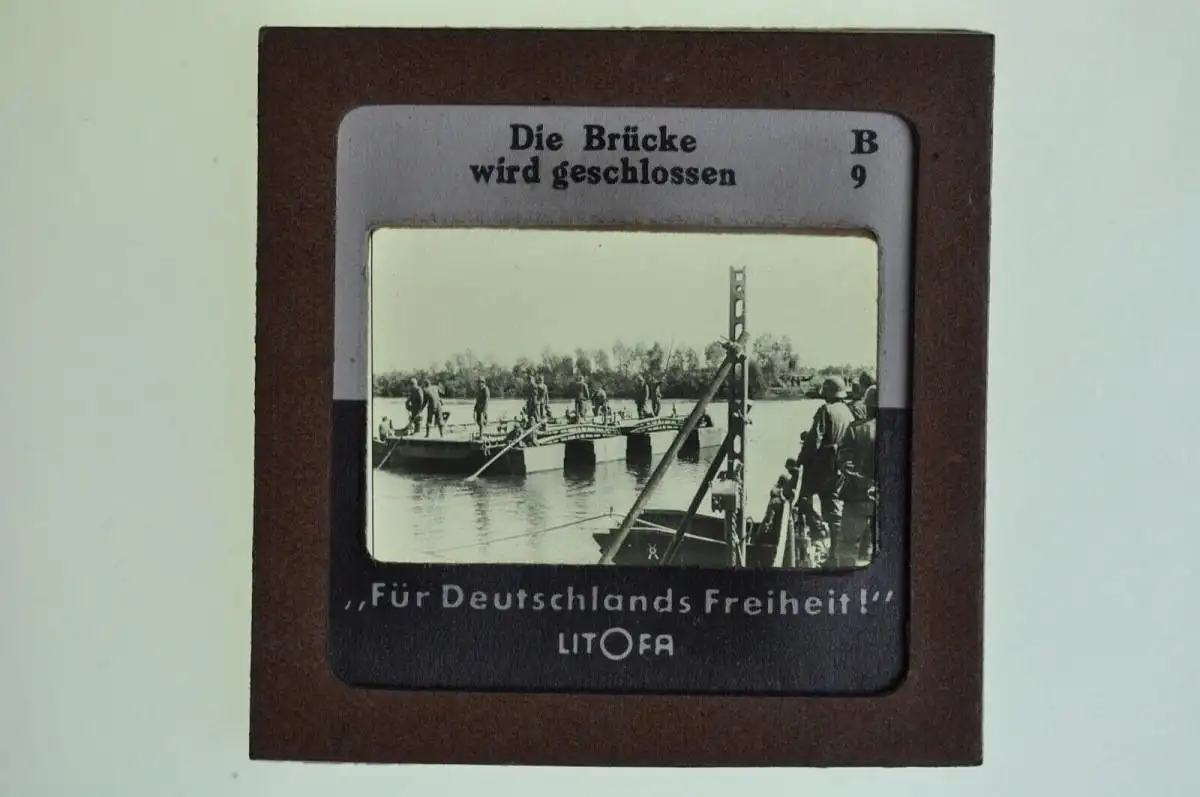 Die Brücke
wird geschlossen
B
9
„Für Deutschlands Freiheit!“
LITOFA